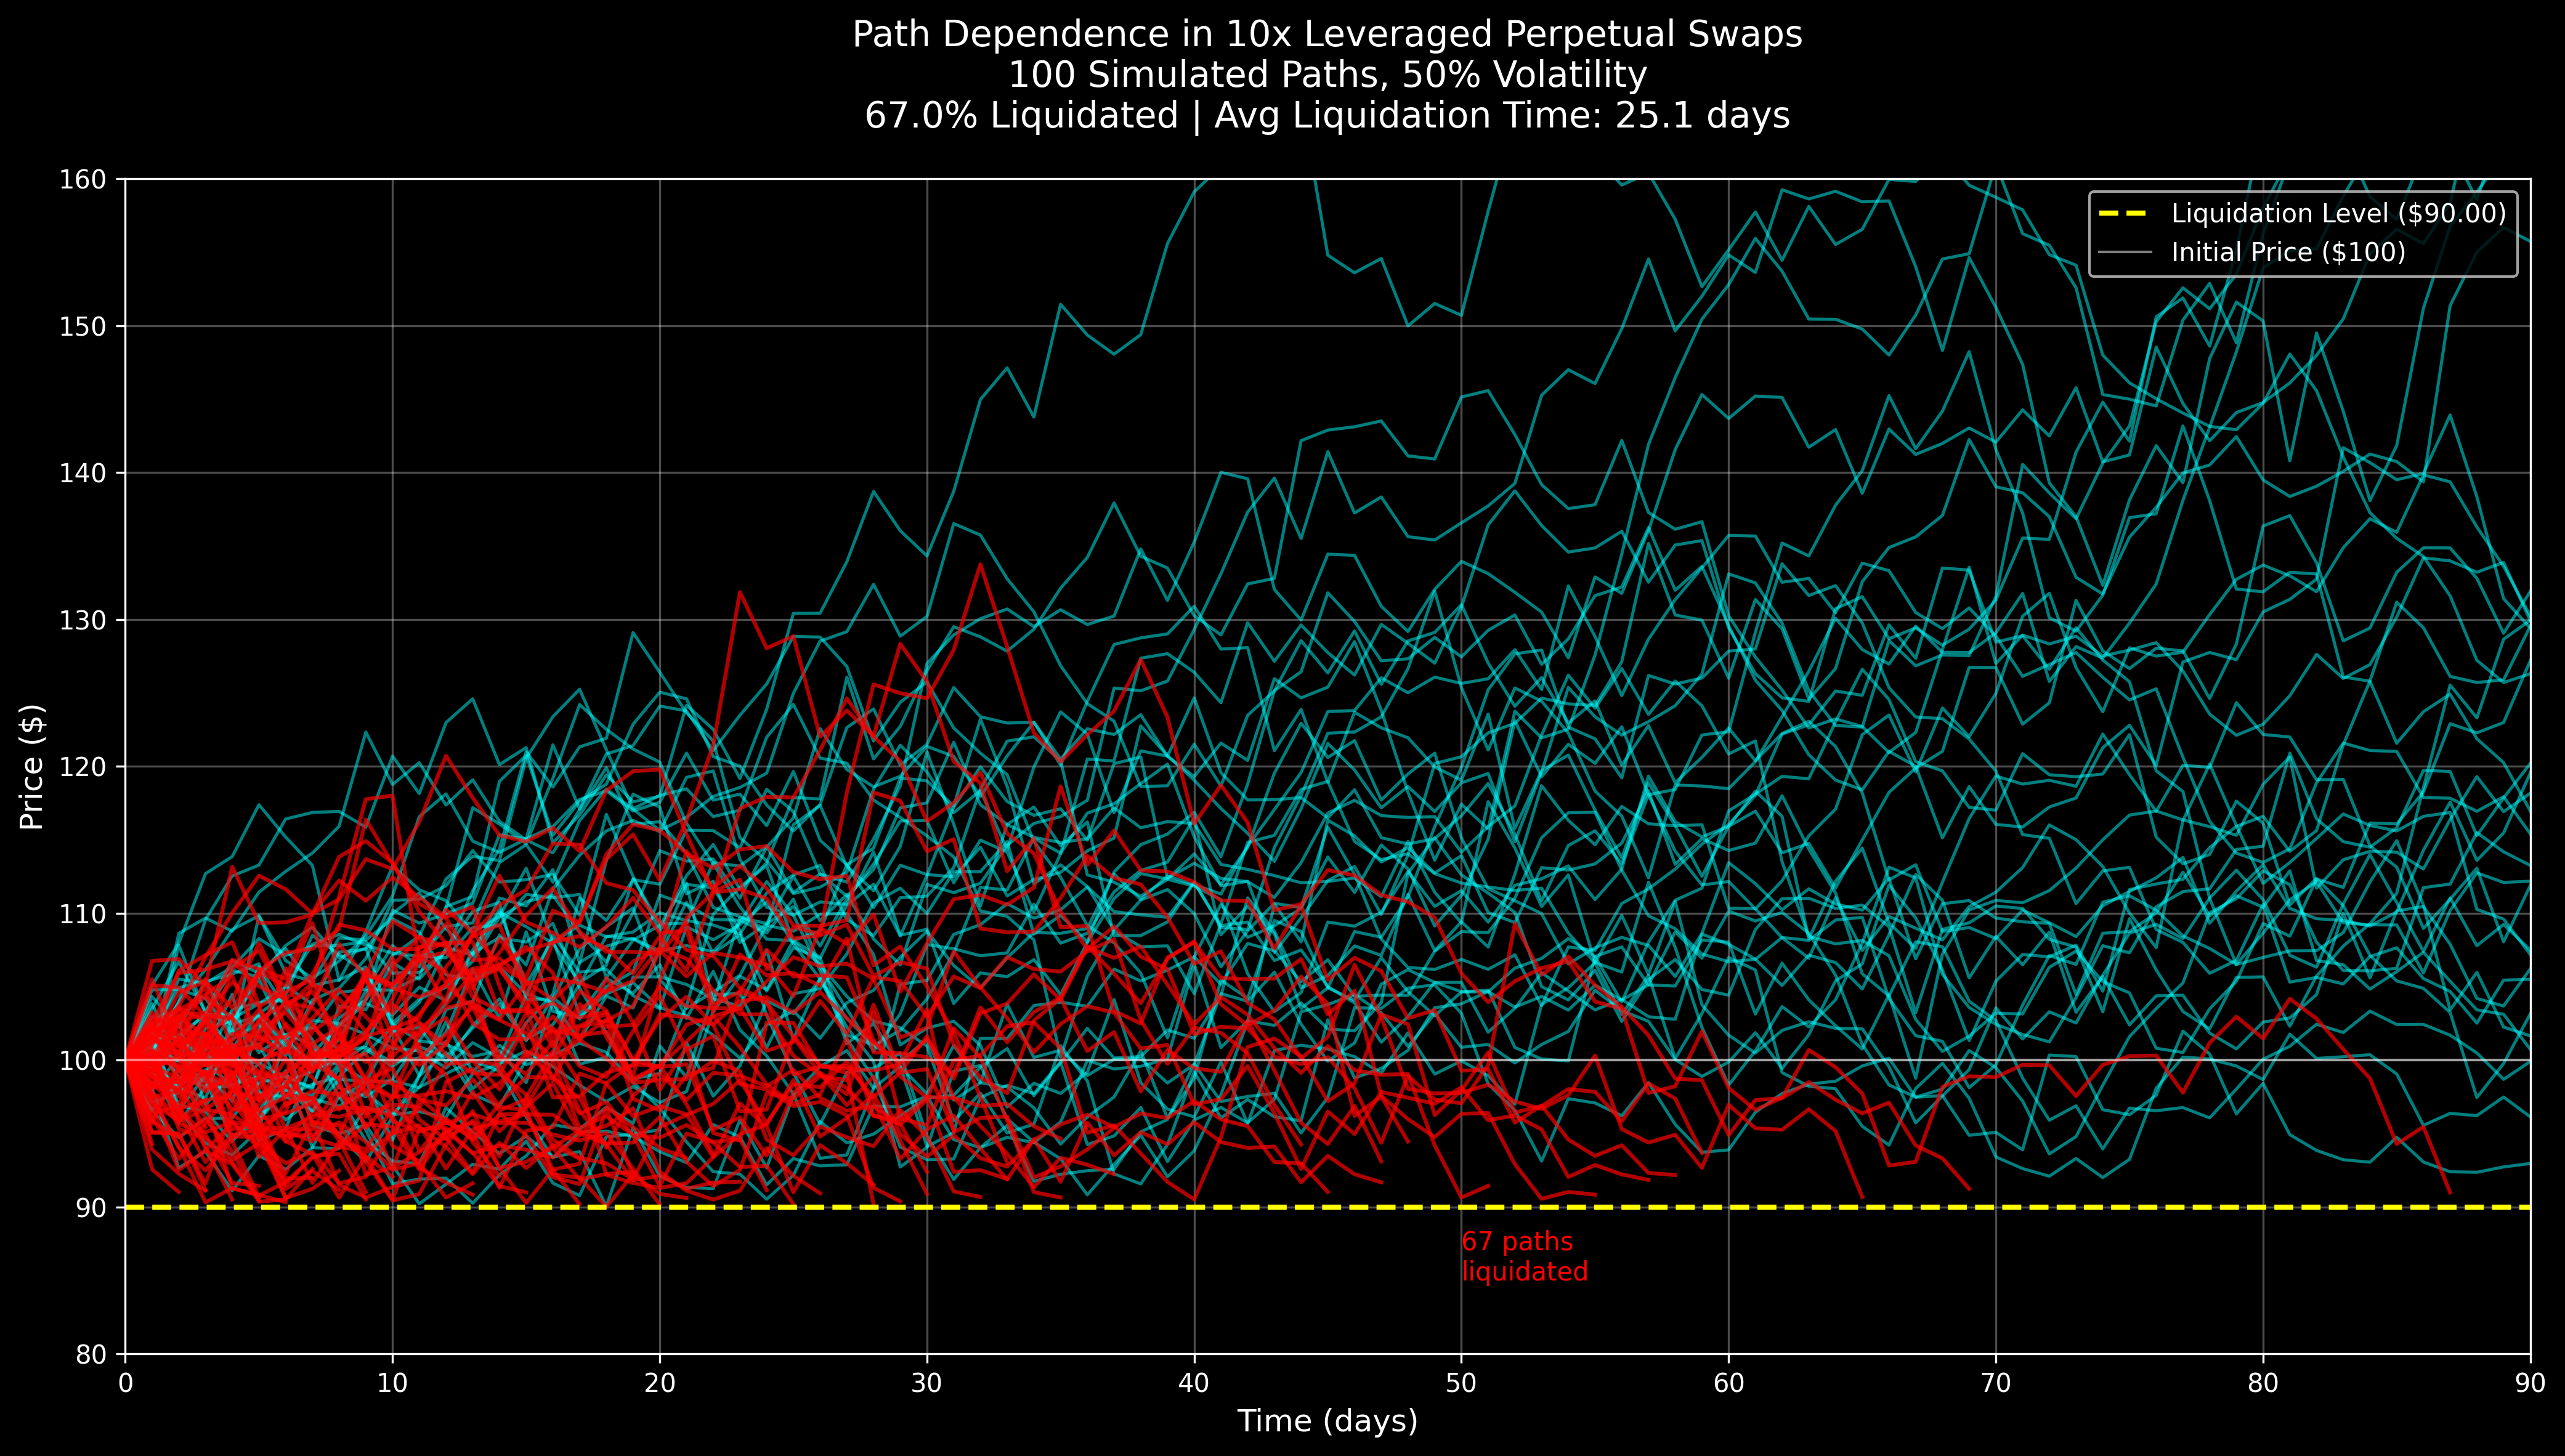 Path Dependence in 10x Leveraged Perpetual Swaps
100 Simulated Paths, 50% Volatility
67.0% Liquidated | Avg Liquidation Time: 25.1 days
Liquidation Level ($90.00)
Initial Price ($100)
Price ($)
160
150
140
130
120
110
100
90
80
67 paths
liquidated
0 10 20 30 40 50 60 70 80 90
Time (days)